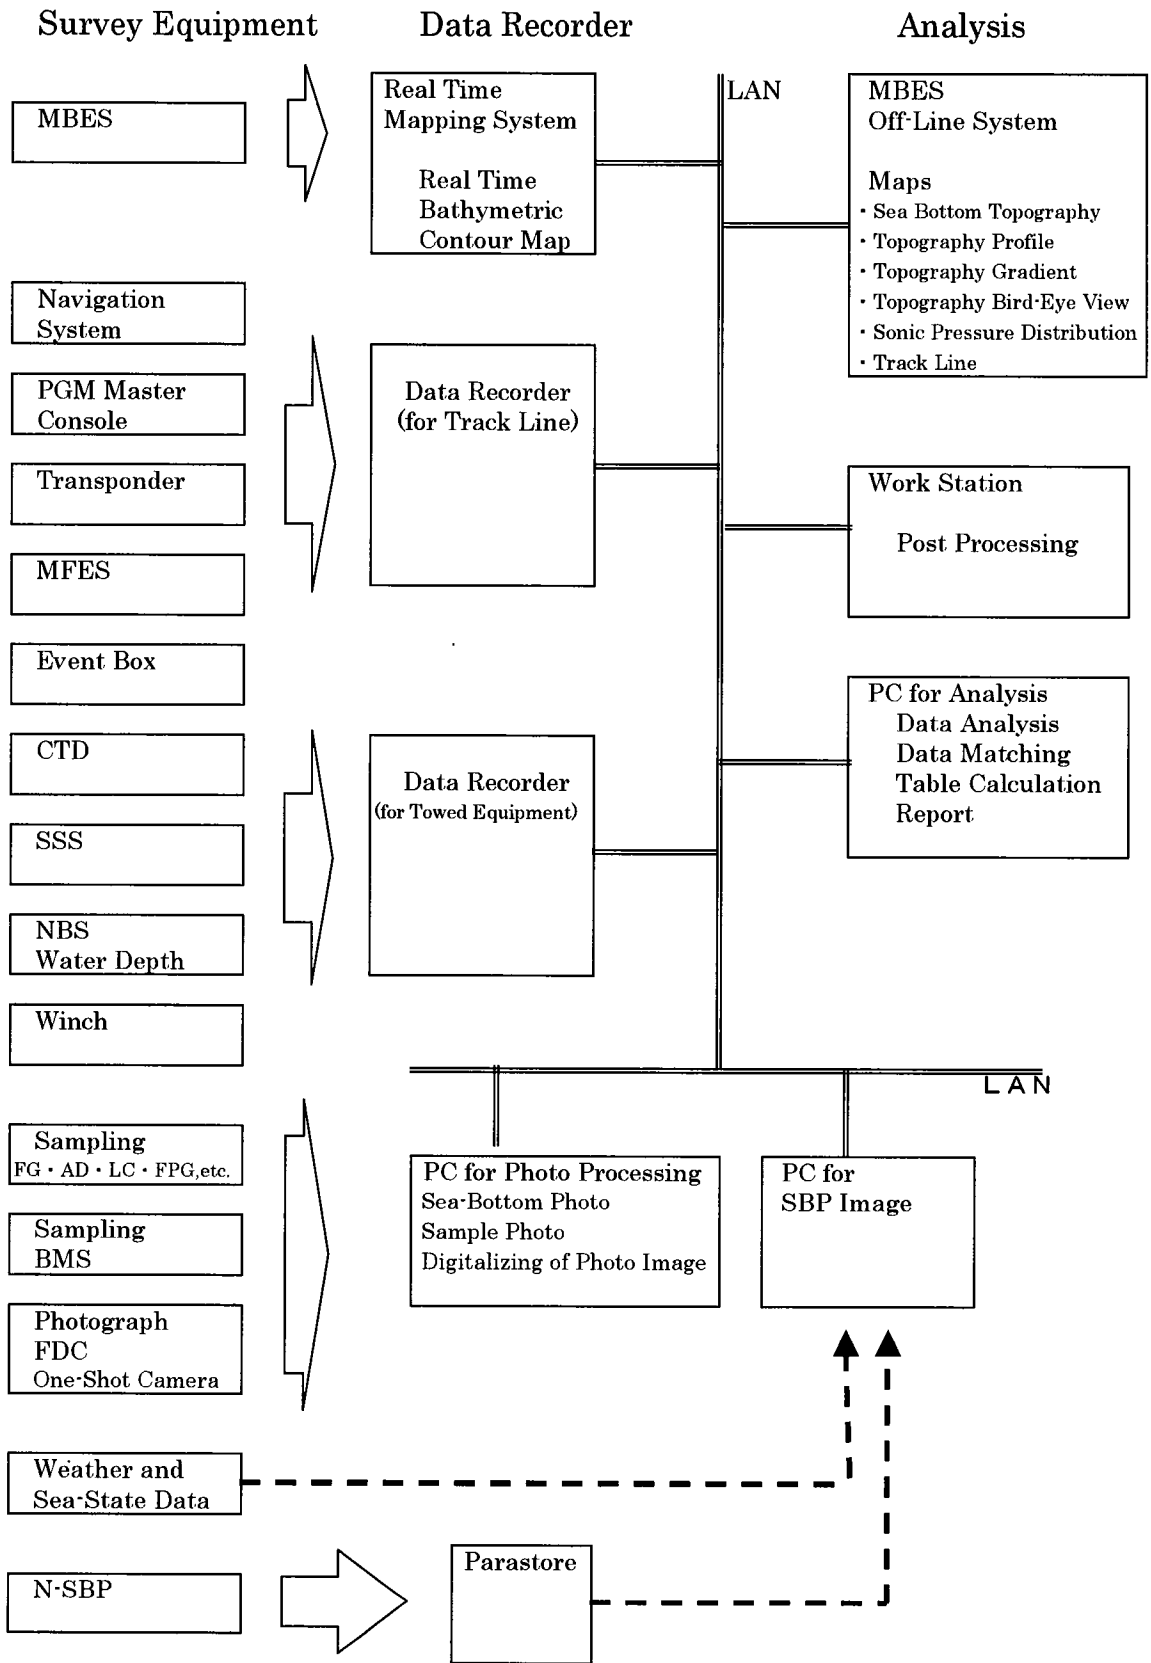 Survey Equipment
Data Recorder
Analysis
MBES
Navigation
System
PGM Master
Console
Transponder
MFES
Event Box
CTD
SSS
NBS
Water Depth
Winch
Sampling
FG・AD・LC・FPG,etc.
Sampling
BMS
Photograph
FDC
One-Shot Camera
Weather and
Sea-State Data
N-SBP
Real Time
Mapping System
Real Time
Bathymetric
Contour Map
Data Recorder
(for Track Line)
Data Recorder
(for Towed Equipment)
LAN
MBES
Off-Line System
Maps
・Sea Bottom Topography
・Topography Profile
・Topography Gradient
・Topography Bird-Eye View
・Sonic Pressure Distribution
・Track Line
Work Station
Post Processing
PC for Analysis
Data Analysis
Data Matching
Table Calculation
Report
LAN
PC for Photo Processing
Sea-Bottom Photo
Sample Photo
Digitalizing of Photo Image
PC for
SBP Image
Parastore